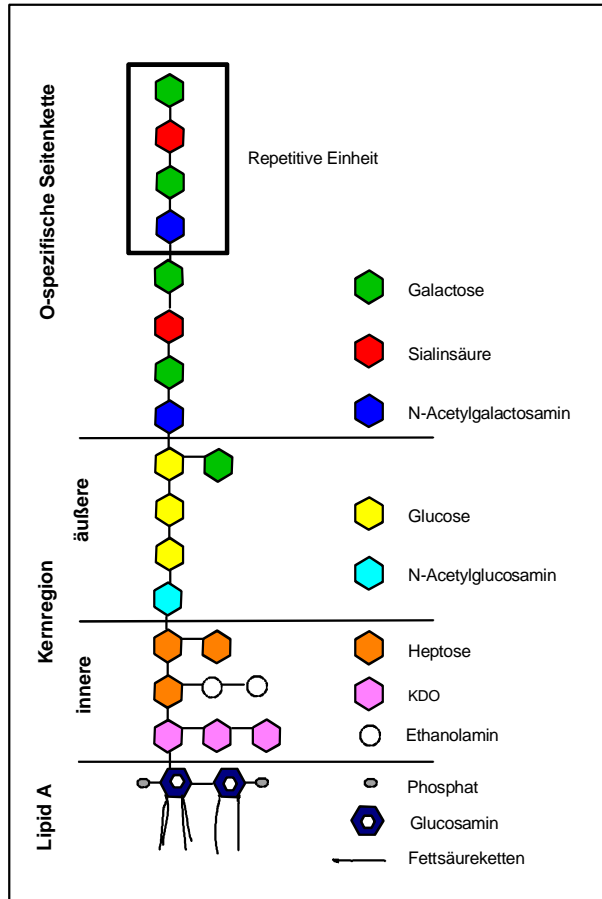 O-spezifische Seitenkette
Repetitive Einheit
Galactose
Sialinsäure
N-Acetylgalactosamin
Kernregion
äußere
Glucose
N-Acetylglucosamin
innere
Heptose
KDO
Ethanolamin
Lipid A
Phosphat
Glucosamin
Fettsäureketten